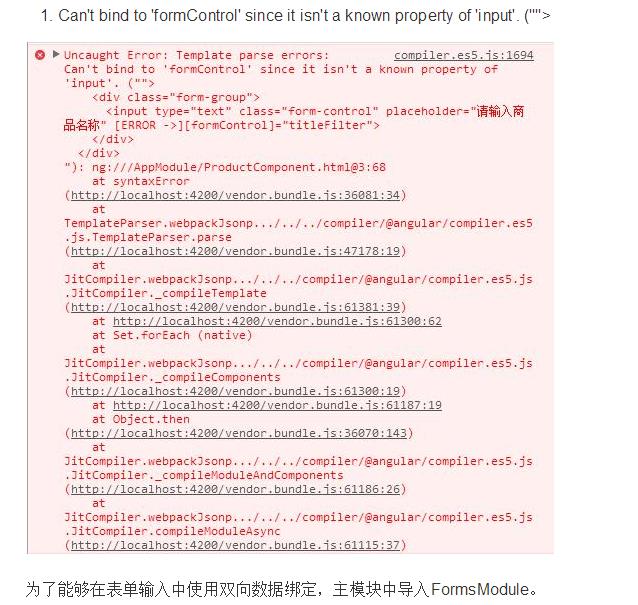 1. Can't bind to 'formControl' since it isn't a known property of 'input'. ("">
Uncaught Error: Template parse errors: compiler.es5.js:1694
Can't bind to 'formControl' since it isn't a known property of
'input'. ("">
<div class="form-group">
<input type="text" class="form-control" placeholder="请输入商
品名称" [ERROR ->][formControl]="titleFilter">
</div>
</div>
"): ng:///AppModule/ProductComponent.html@3:68
at syntaxError
(http://localhost:4200/vendor.bundle.js:36081:34)
at
TemplateParser.webpackJsonp.../../../compiler/@angular/compiler.es5
.js.TemplateParser.parse
(http://localhost:4200/vendor.bundle.js:47178:19)
at
JitCompiler.webpackJsonp.../../../compiler/@angular/compiler.es5.js
.JitCompiler._compileTemplate
(http://localhost:4200/vendor.bundle.js:61381:39)
at http://localhost:4200/vendor.bundle.js:61300:62
at Set.forEach (native)
at
JitCompiler.webpackJsonp.../../../compiler/@angular/compiler.es5.js
.JitCompiler._compileComponents
(http://localhost:4200/vendor.bundle.js:61300:19)
at http://localhost:4200/vendor.bundle.js:61187:19
at Object.then
(http://localhost:4200/vendor.bundle.js:36070:143)
at
JitCompiler.webpackJsonp.../../../compiler/@angular/compiler.es5.js
.JitCompiler._compileModuleAndComponents
(http://localhost:4200/vendor.bundle.js:61186:26)
at
JitCompiler.webpackJsonp.../../../compiler/@angular/compiler.es5.js
.JitCompiler.compileModuleAsync
(http://localhost:4200/vendor.bundle.js:61115:37)
为了能够在表单输入中使用双向数据绑定，主模块中导入FormsModule。